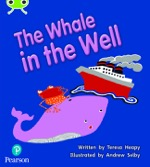 The Whale
in the Well
Written by Teresa Heapy
Illustrated by Andrew Selby
Pearson